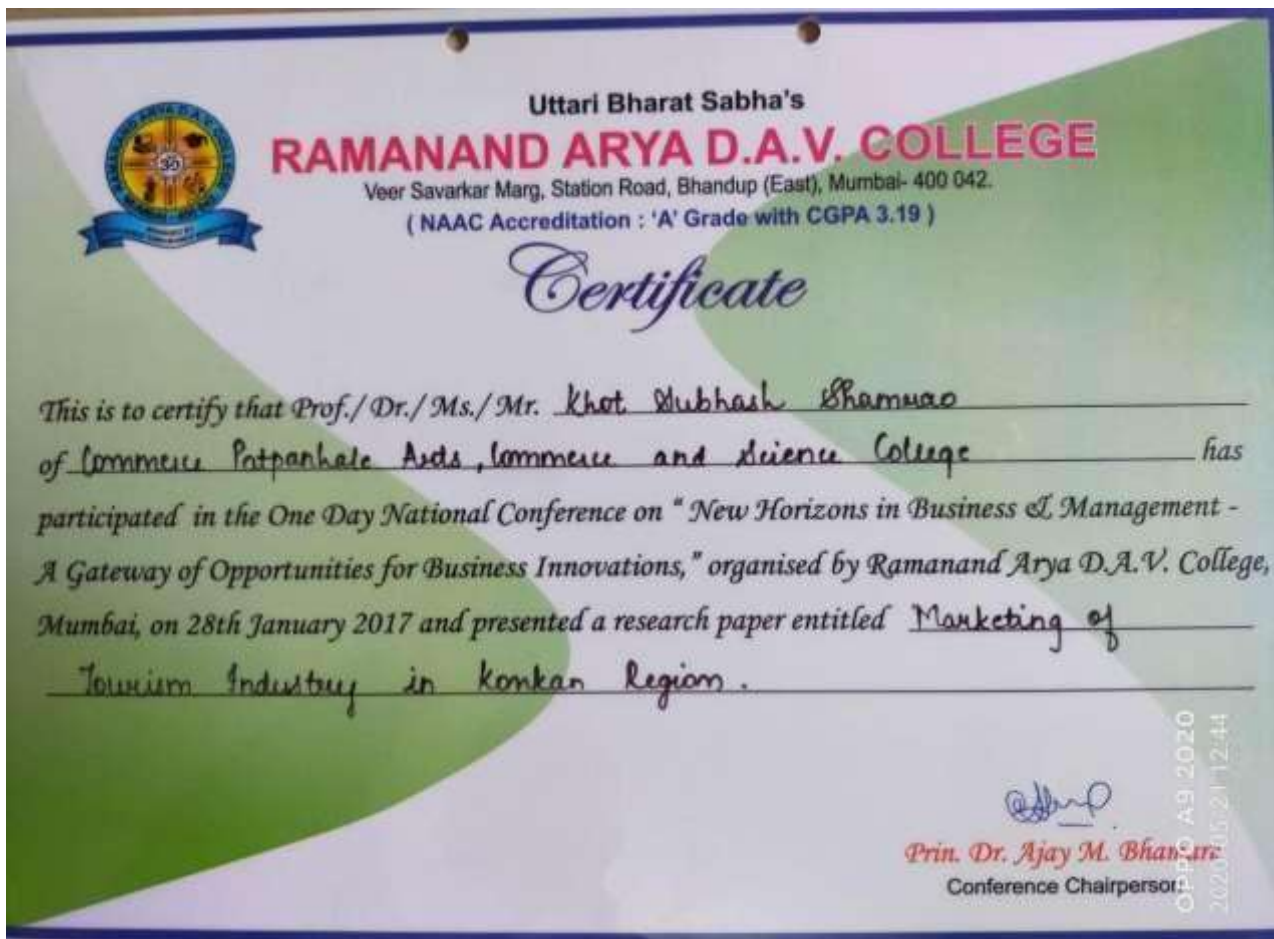 Uttari Bharat Sabha's
RAMANAND ARYA D.A.V. COLLEGE
Veer Savarkar Marg, Station Road, Bhandup (East), Mumbai- 400 042.
( NAAC Accreditation : 'A' Grade with CGPA 3.19 )
Certificate
This is to certify that Prof./ Dr./ Ms./ Mr. Khot Subhash Shamrao
of Commerce Patpanhale Arts, Commerce and Science College has
participated in the One Day National Conference on " New Horizons in Business & Management -
A Gateway of Opportunities for Business Innovations," organised by Ramanand Arya D.A.V. College,
Mumbai, on 28th January 2017 and presented a research paper entitled Marketing of
Tourism Industry in Konkan Region.
Prin. Dr. Ajay M.
Conference Chairperson
OPPO A9 2020
12:44